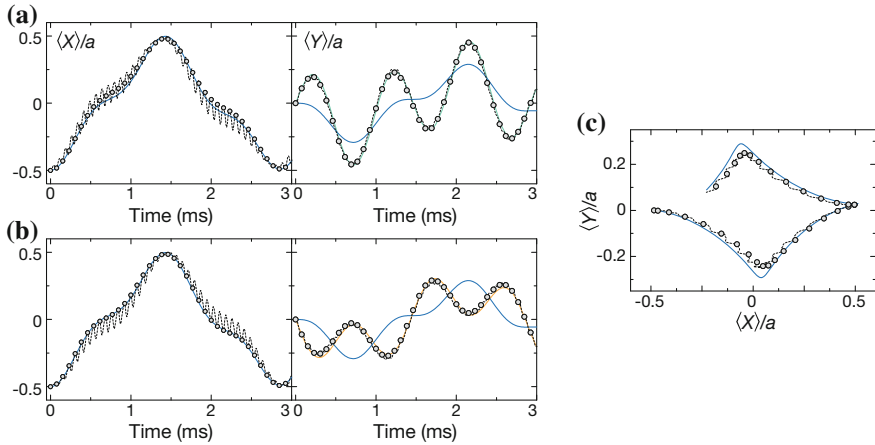 (a)
⟨X⟩/a
⟨Y⟩/a
0.5
0
-0.5
0 1 2 3
0 1 2 3
Time (ms)
Time (ms)
(b)
0.5
0
-0.5
0 1 2 3
0 1 2 3
Time (ms)
Time (ms)
(c)
⟨Y⟩/a
0.2
0
-0.2
-0.5 0 0.5
⟨X⟩/a